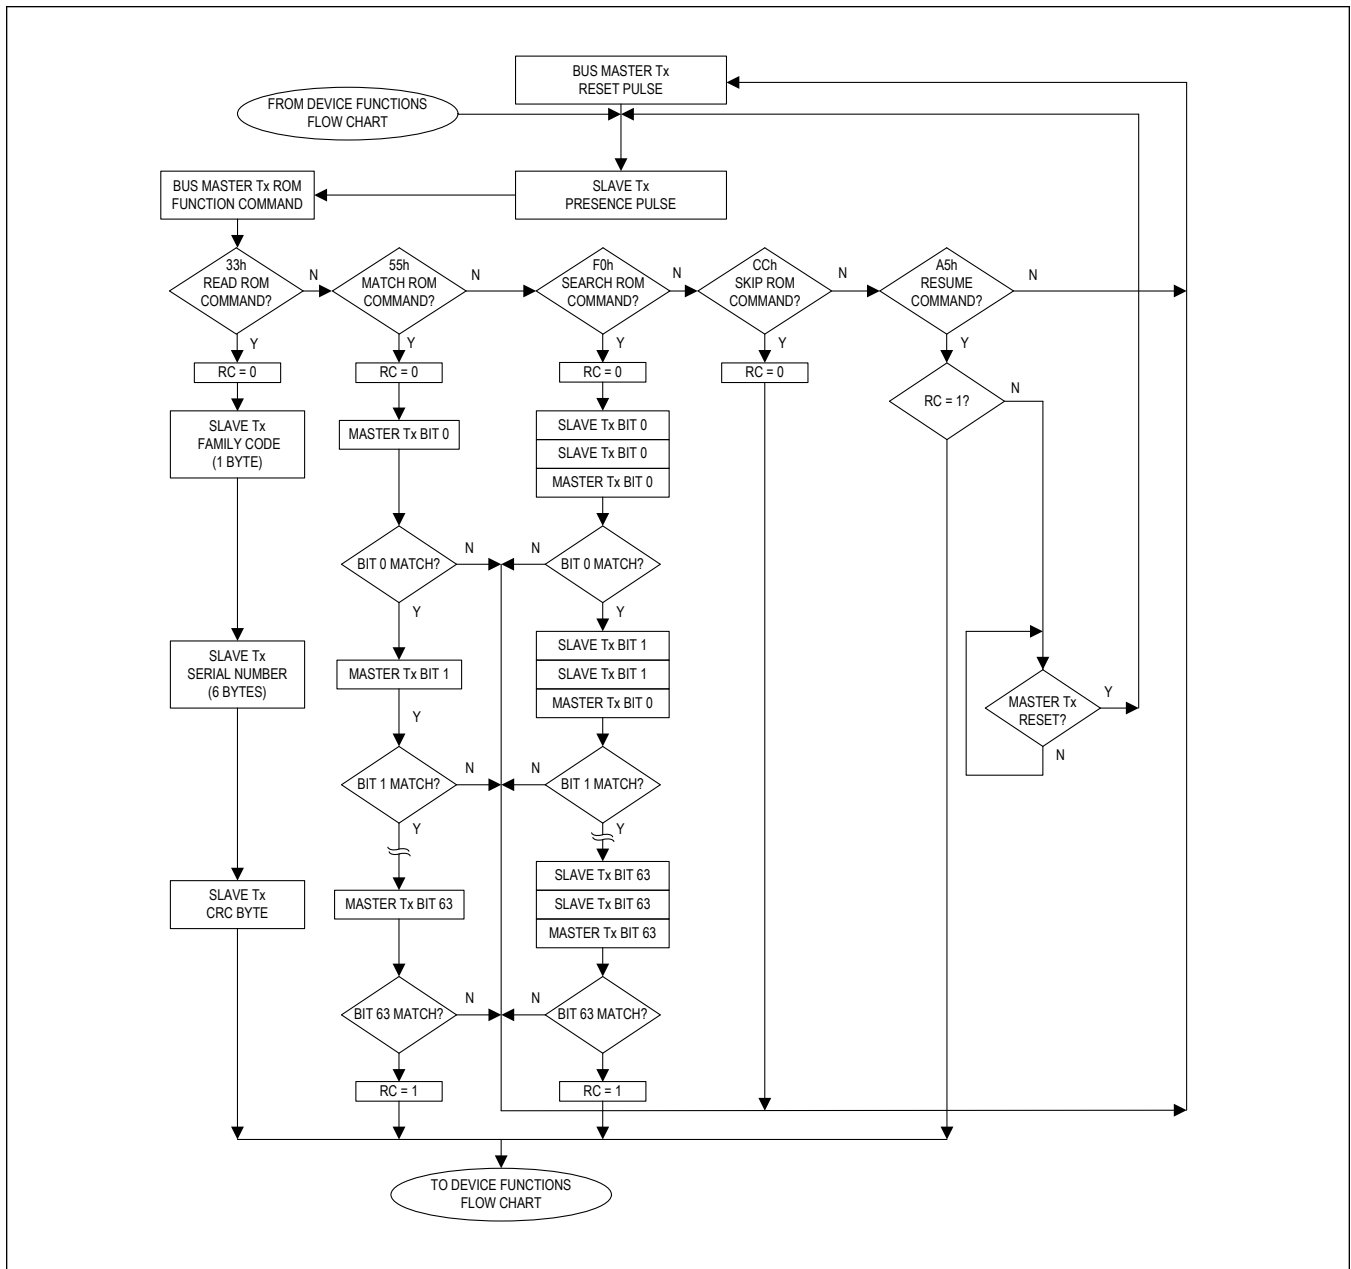 BUS MASTER Tx
RESET PULSE
FROM DEVICE FUNCTIONS
FLOW CHART
BUS MASTER Tx ROM
FUNCTION COMMAND
SLAVE Tx
PRESENCE PULSE
33h
READ ROM
COMMAND?
N
55h
MATCH ROM
COMMAND?
N
F0h
SEARCH ROM
COMMAND?
N
CCh
SKIP ROM
COMMAND?
N
A5h
RESUME
COMMAND?
N
Y
Y
Y
Y
Y
RC = 0
RC = 0
RC = 0
RC = 0
RC = 1?
N
SLAVE Tx
FAMILY CODE
(1 BYTE)
MASTER Tx BIT 0
SLAVE Tx BIT 0
SLAVE Tx BIT 0
MASTER Tx BIT 0
BIT 0 MATCH?
N
N
BIT 0 MATCH?
Y
Y
SLAVE Tx
SERIAL NUMBER
(6 BYTES)
MASTER Tx BIT 1
SLAVE Tx BIT 1
SLAVE Tx BIT 1
MASTER Tx BIT 0
MASTER Tx
RESET?
Y
N
Y
BIT 1 MATCH?
N
N
BIT 1 MATCH?
Y
Y
SLAVE Tx
CRC BYTE
MASTER Tx BIT 63
SLAVE Tx BIT 63
SLAVE Tx BIT 63
MASTER Tx BIT 63
BIT 63 MATCH?
N
N
BIT 63 MATCH?
RC = 1
RC = 1
TO DEVICE FUNCTIONS
FLOW CHART